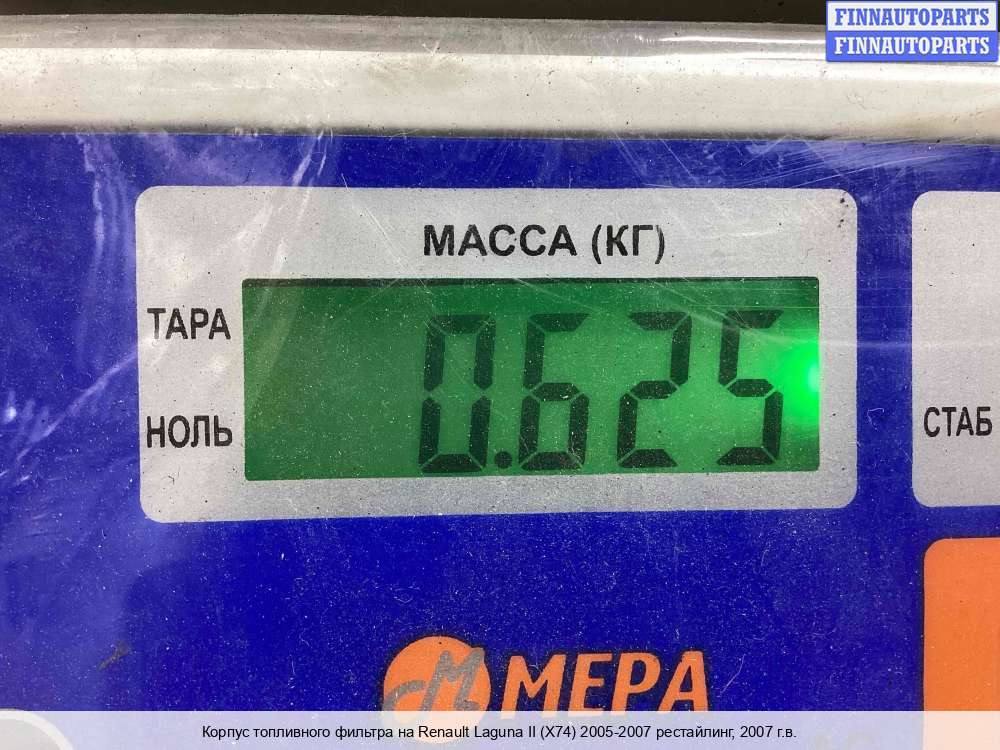 FINNAUTOPARTS
FINNAUTOPARTS
МАССА (КГ)
ТАРА
0.625
НОЛЬ
СТАБ
М МЕРА
Корпус топливного фильтра на Renault Laguna II (X74) 2005-2007 рестайлинг, 2007 г.в.